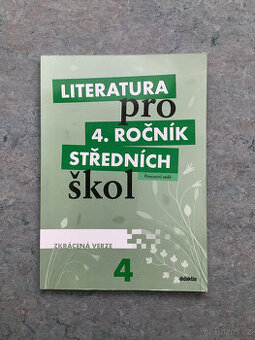 LITERATURA
pro
4. ROČNÍK
STŘEDNÍCH
Pracovní sešit
škol
ZKRÁCENÁ VERZE
4
didaktis